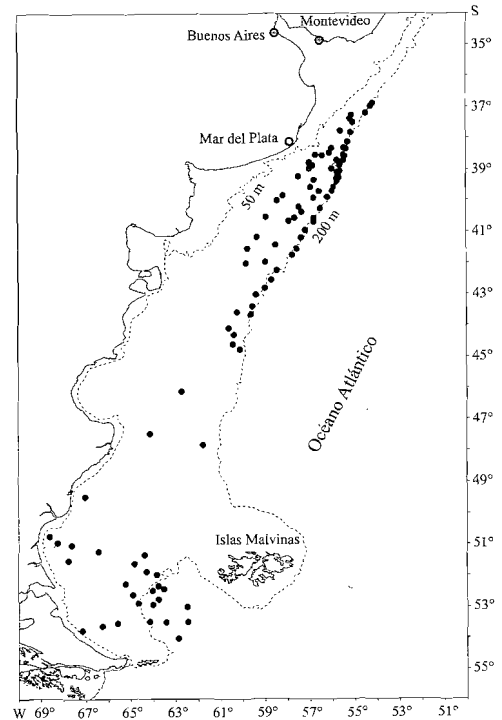 S
Montevideo
Buenos Aires
35°
37°
Mar del Plata
39°
50 m
200 m
41°
43°
45°
Océano Atlántico
47°
49°
Islas Malvinas
51°
53°
55°
W 69° 67° 65° 63° 61° 59° 57° 55° 53° 51°